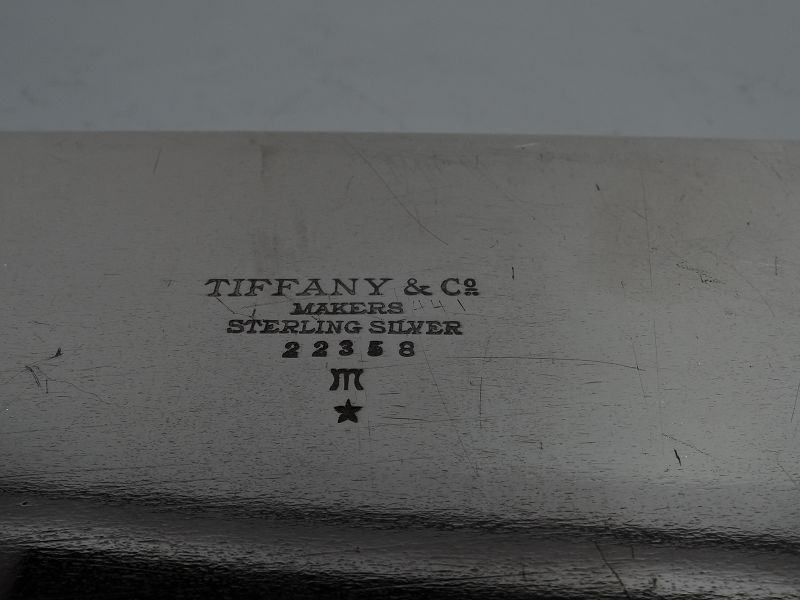 TIFFANY & Co
MAKERS
STERLING SILVER
22358
m